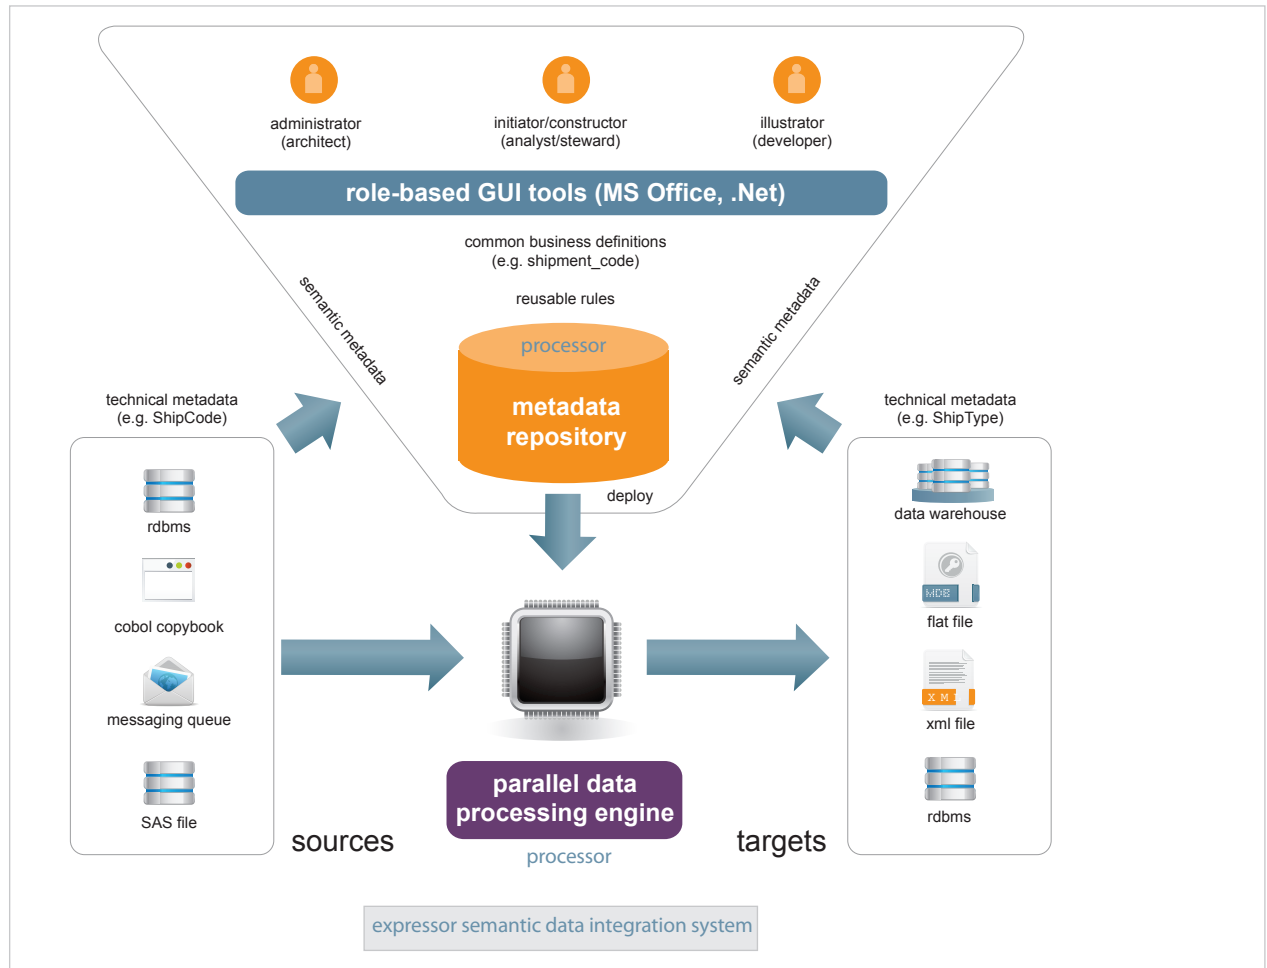 administrator
(architect)
initiator/constructor
(analyst/steward)
illustrator
(developer)
role-based GUI tools (MS Office, .Net)
common business definitions
(e.g. shipment_code)
reusable rules
semantic metadata
semantic metadata
processor
metadata
repository
deploy
technical metadata
(e.g. ShipCode)
rdbms
cobol copybook
messaging queue
SAS file
sources
parallel data
processing engine
processor
targets
technical metadata
(e.g. ShipType)
data warehouse
MDB
flat file
XML
xml file
rdbms
expressor semantic data integration system